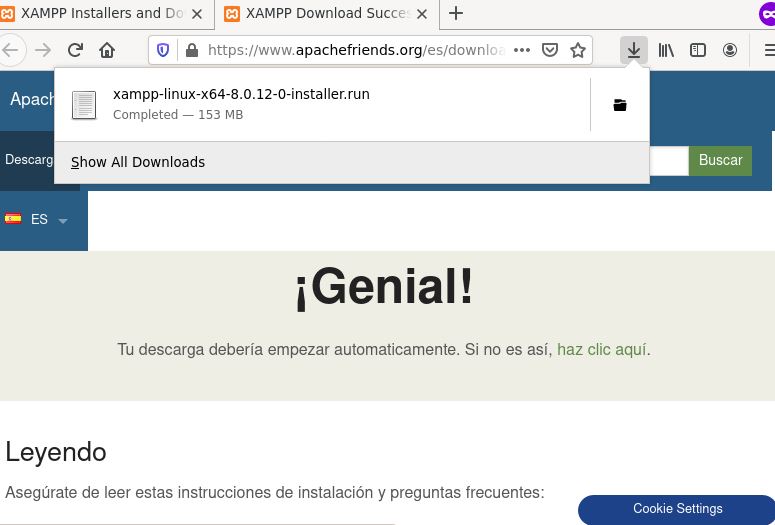 XAMPP Installers and Do
XAMPP Download Succes
https://www.apachefriends.org/es/downloa
Apach
xampp-linux-x64-8.0.12-0-installer.run
Completed — 153 MB
Descarg
Show All Downloads
Buscar
ES
¡Genial!
Tu descarga debería empezar automaticamente. Si no es así, haz clic aquí.
Leyendo
Asegúrate de leer estas instrucciones de instalación y preguntas frecuentes:
Cookie Settings